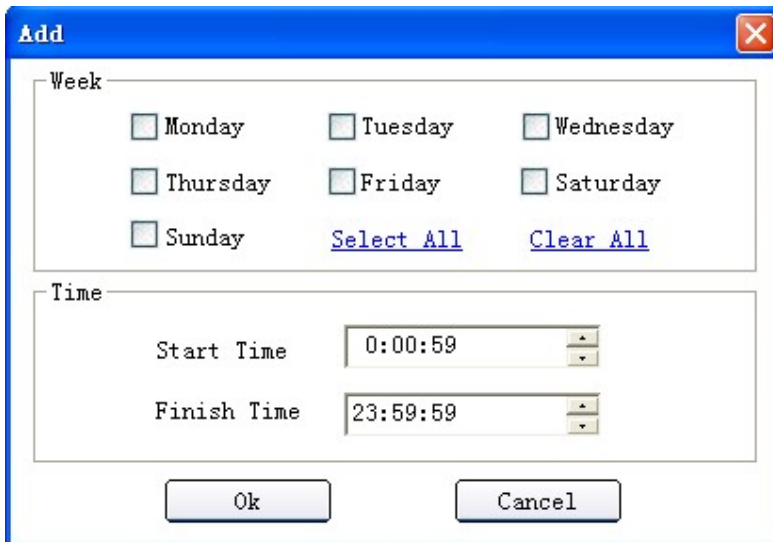 Add
Week
Monday Tuesday Wednesday
Thursday Friday Saturday
Sunday Select All Clear All
Time
Start Time 0:00:59
Finish Time 23:59:59
Ok Cancel